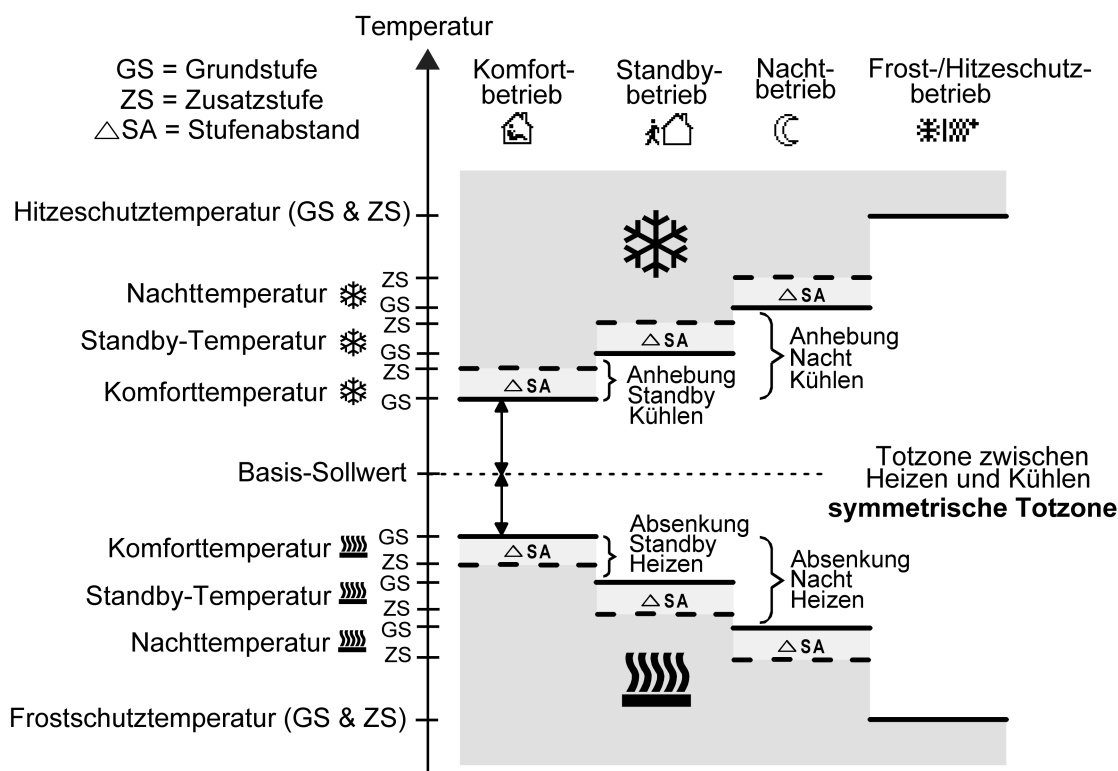 Temperatur
GS = Grundstufe
ZS = Zusatzstufe
△SA = Stufenabstand
Komfort-
betrieb
Standby-
betrieb
Nacht-
betrieb
Frost-/Hitzeschutz-
betrieb
Hitzeschutztemperatur (GS & ZS)
ZS
Nachttemperatur
GS
△SA
ZS
Standby-Temperatur
GS
△SA
Anhebung
Nacht
Kühlen
ZS
Komforttemperatur
GS
△SA
Anhebung
Standby
Kühlen
Basis-Sollwert
Totzone zwischen
Heizen und Kühlen
symmetrische Totzone
GS
Komforttemperatur
ZS
△SA
Absenkung
Standby
Heizen
GS
Standby-Temperatur
ZS
△SA
Absenkung
Nacht
Heizen
GS
Nachttemperatur
ZS
△SA
Frostschutztemperatur (GS & ZS)